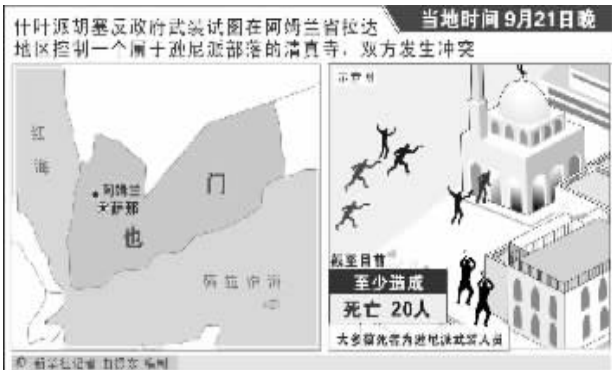 当地时间 9月21日晚
什叶派胡塞反政府武装试图在阿姆兰省拉达
地区控制一个属于逊尼派部落的清真寺，双方发生冲突
示意图
红
海
阿姆兰
萨那
也
门
阿拉伯海
截至目前
至少造成
死亡 20人
大多数死者为逊尼派武装人员
新华社记者 编制